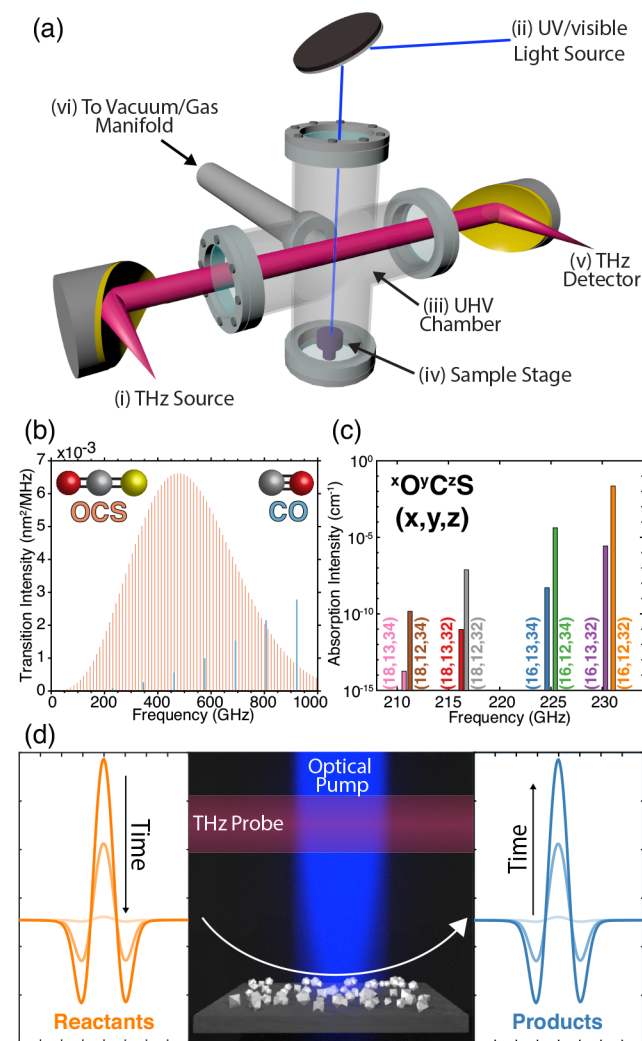 (a)
(ii) UV/visible
Light Source
(vi) To Vacuum/Gas
Manifold
(v) THz
Detector
(iii) UHV
Chamber
(iv) Sample Stage
(i) THz Source
(b)
x10⁻³
7
6
5
4
3
2
1
0
Transition Intensity (nm²/MHz)
OCS
CO
0 200 400 600 800 1000
Frequency (GHz)
(c)
10⁰
10⁻⁵
10⁻¹⁰
10⁻¹⁵
Absorption Intensity (cm⁻¹)
ˣOʸCᶻS
(x,y,z)
(18,13,34)
(18,12,34)
(18,13,32)
(18,12,32)
(16,13,34)
(16,12,34)
(16,13,32)
(16,12,32)
210 215 220 225 230
Frequency (GHz)
(d)
Time
Reactants
Optical
Pump
THz Probe
Time
Products